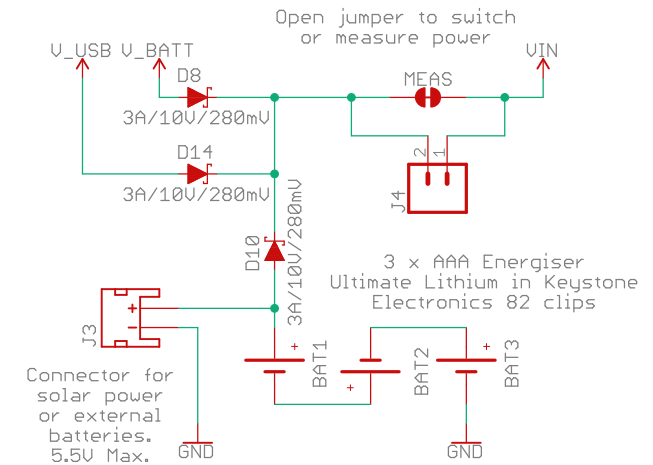 Open jumper to switch
or measure power
V_USB V_BATT
VIN
D8
MEAS
3A/10V/280mV
D14
2 1
3A/10V/280mV
J4
D10
3A/10V/280mV
3 x AAA Energiser
Ultimate Lithium in Keystone
Electronics 82 clips
J3
+
-
+
BAT1
+
BAT2
+
BAT3
Connector for
solar power
or external
batteries.
5.5V Max.
GND
GND